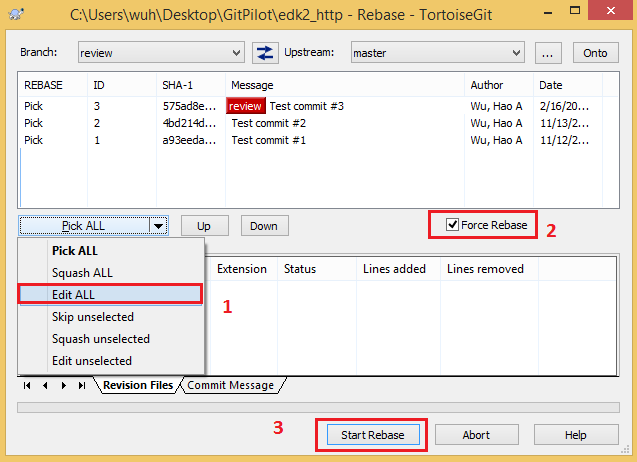 C:\Users\wuh\Desktop\GitPilot\edk2_http - Rebase - TortoiseGit
Branch: review Upstream: master ... Onto
REBASE ID SHA-1 Message Author Date
Pick 3 575ad8e... review Test commit #3 Wu, Hao A 2/16/20...
Pick 2 4bd214d... Test commit #2 Wu, Hao A 11/13/2...
Pick 1 a93eeda... Test commit #1 Wu, Hao A 11/12/2...
Pick ALL Up Down Force Rebase 2
Pick ALL
Squash ALL
Edit ALL
Skip unselected
Squash unselected
Edit unselected
1
Extension Status Lines added Lines removed
Revision Files Commit Message
3 Start Rebase Abort Help